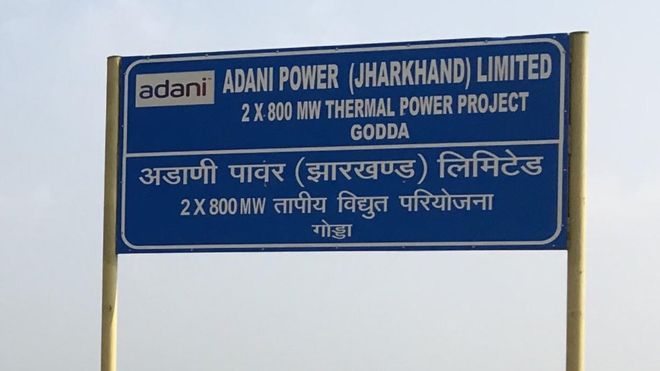 adani
ADANI POWER (JHARKHAND) LIMITED
2 X 800 MW THERMAL POWER PROJECT
GODDA
अडाणी पावर (झारखण्ड) लिमिटेड
2 X 800 MW तापीय विद्युत परियोजना
गोड्डा